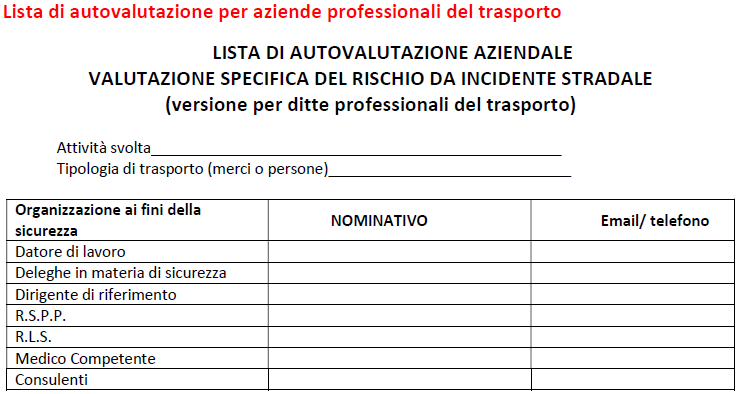 Lista di autovalutazione per aziende professionali del trasporto
LISTA DI AUTOVALUTAZIONE AZIENDALE
VALUTAZIONE SPECIFICA DEL RISCHIO DA INCIDENTE STRADALE
(versione per ditte professionali del trasporto)
Attività svolta_______________________________________________
Tipologia di trasporto (merci o persone)____________________________
Organizzazione ai fini della sicurezza NOMINATIVO Email/ telefono
Datore di lavoro
Deleghe in materia di sicurezza
Dirigente di riferimento
R.S.P.P.
R.L.S.
Medico Competente
Consulenti